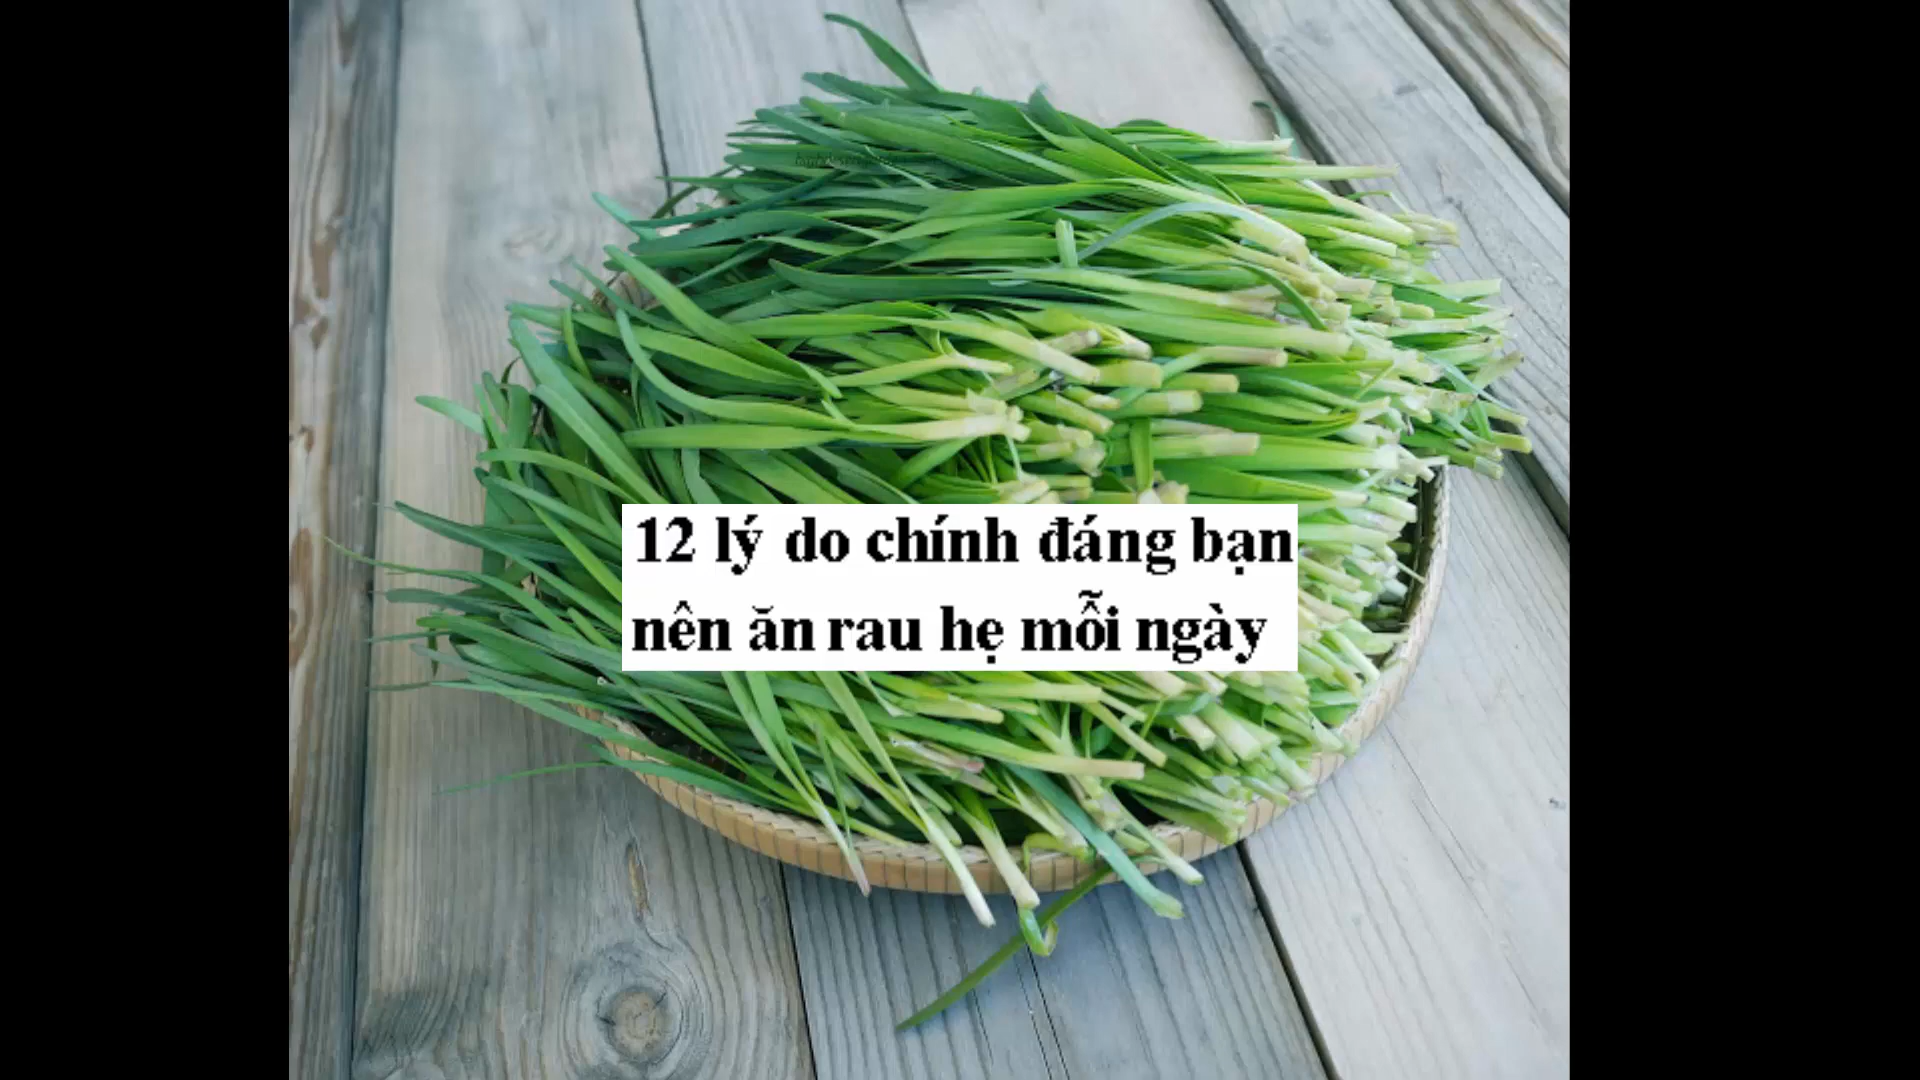 12 lý do chính đáng bạn
nên ăn rau hẹ mỗi ngày